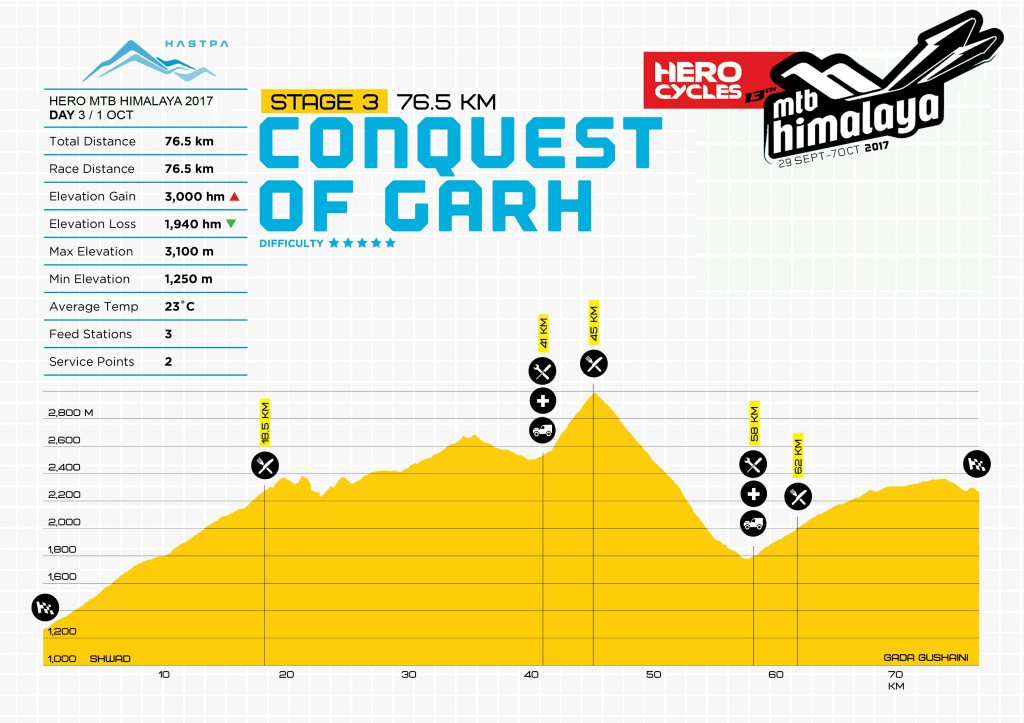 HASTPA
HERO MTB HIMALAYA 2017
DAY 3 / 1 OCT
Total Distance 76.5 km
Race Distance 76.5 km
Elevation Gain 3,000 hm
Elevation Loss 1,940 hm
Max Elevation 3,100 m
Min Elevation 1,250 m
Average Temp 23°C
Feed Stations 3
Service Points 2
STAGE 3 76.5 KM
CONQUEST
OF GARH
DIFFICULTY ★★★★★
HERO
CYCLES
13TH
mtb
himalaya
29 SEPT-7OCT 2017
18.5 KM
41 KM
45 KM
58 KM
62 KM
2,800 M
2,600
2,400
2,200
2,000
1,800
1,600
1,200
1,000 SHWAD
GADA GUSHAINI
10 20 30 40 50 60 70
KM